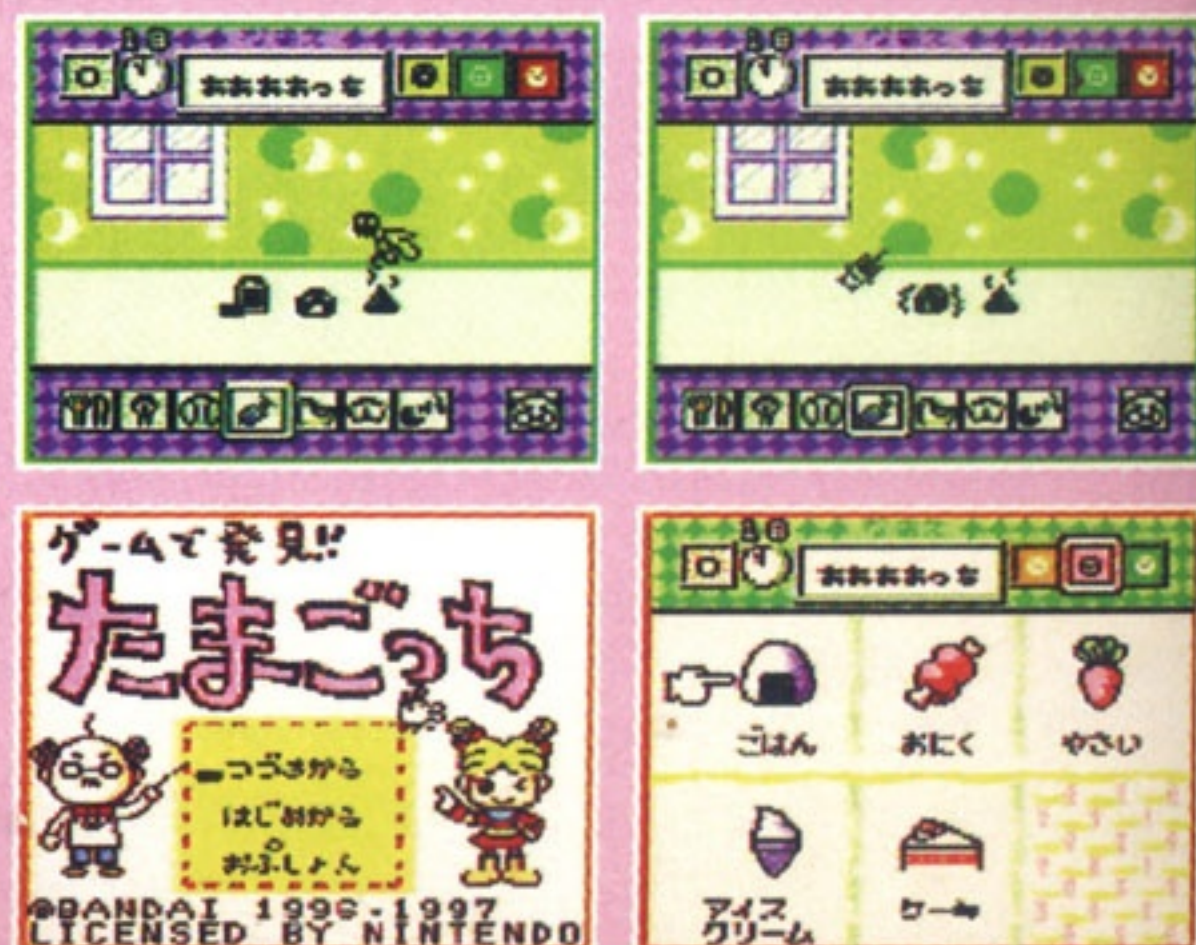 18
おおおおっち
18
おおおおっち
ゲームで発見!!
たまごっち
つづきから
はじめから
おぷしょん
©BANDAI 1996-1997
LICENSED BY NINTENDO
18
おおおおっち
ごはん
おにく
やさい
アイス
クリーム
ケーキ